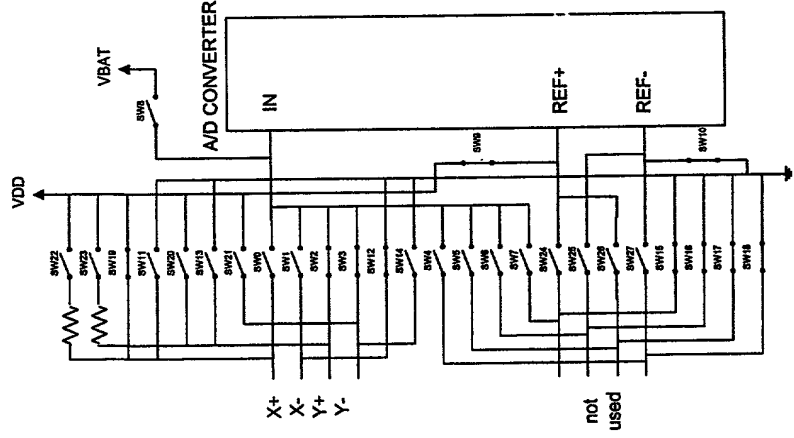 VDD
VBAT
SW8
A/D CONVERTER
IN
REF+
REF-
SW9
SW10
SW22
SW23
SW19
SW11
SW20
SW13
SW21
SW0
SW1
SW2
SW3
SW12
SW14
SW4
SW5
SW6
SW7
SW24
SW25
SW26
SW27
SW15
SW16
SW17
SW18
X+
X-
Y+
Y-
not
used